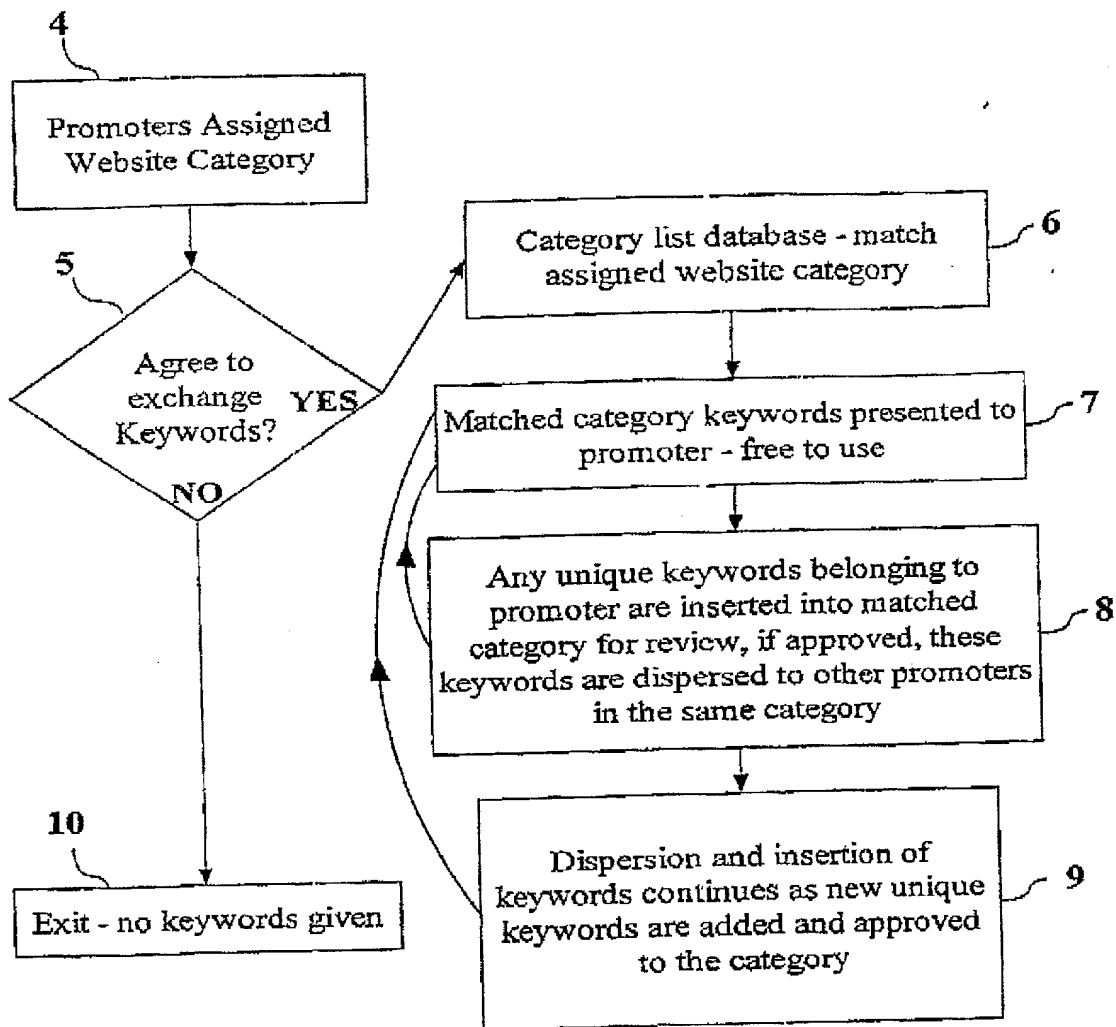 4
Promoters Assigned
Website Category
5
Agree to
exchange
Keywords?
YES
NO
10
Exit - no keywords given
6
Category list database - match
assigned website category
7
Matched category keywords presented to
promoter - free to use
8
Any unique keywords belonging to
promoter are inserted into matched
category for review, if approved, these
keywords are dispersed to other promoters
in the same category
9
Dispersion and insertion of
keywords continues as new unique
keywords are added and approved
to the category